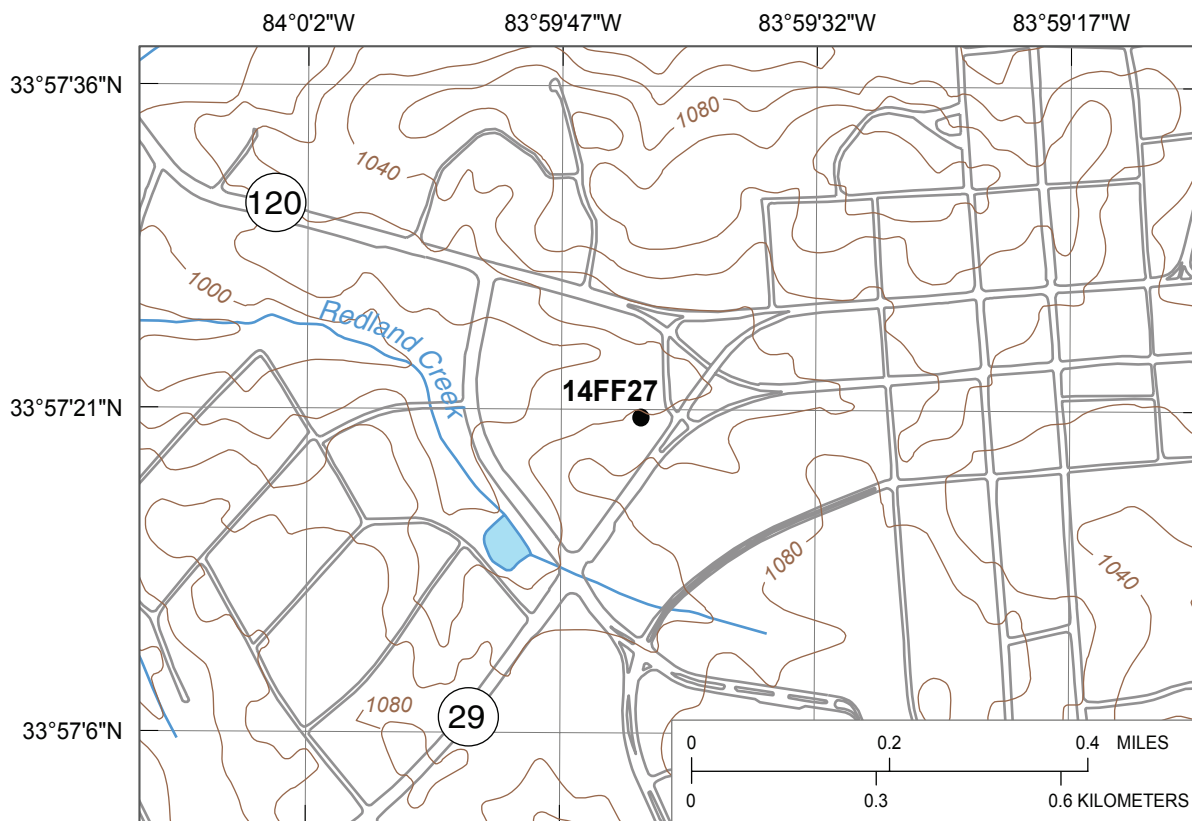 84°0'2"W 83°59'47"W 83°59'32"W 83°59'17"W
33°57'36"N
1080
1040
120
1000
Redland Creek
14FF27
33°57'21"N
1080
1040
1080
29
33°57'6"N
0 0.2 0.4 MILES
0 0.3 0.6 KILOMETERS